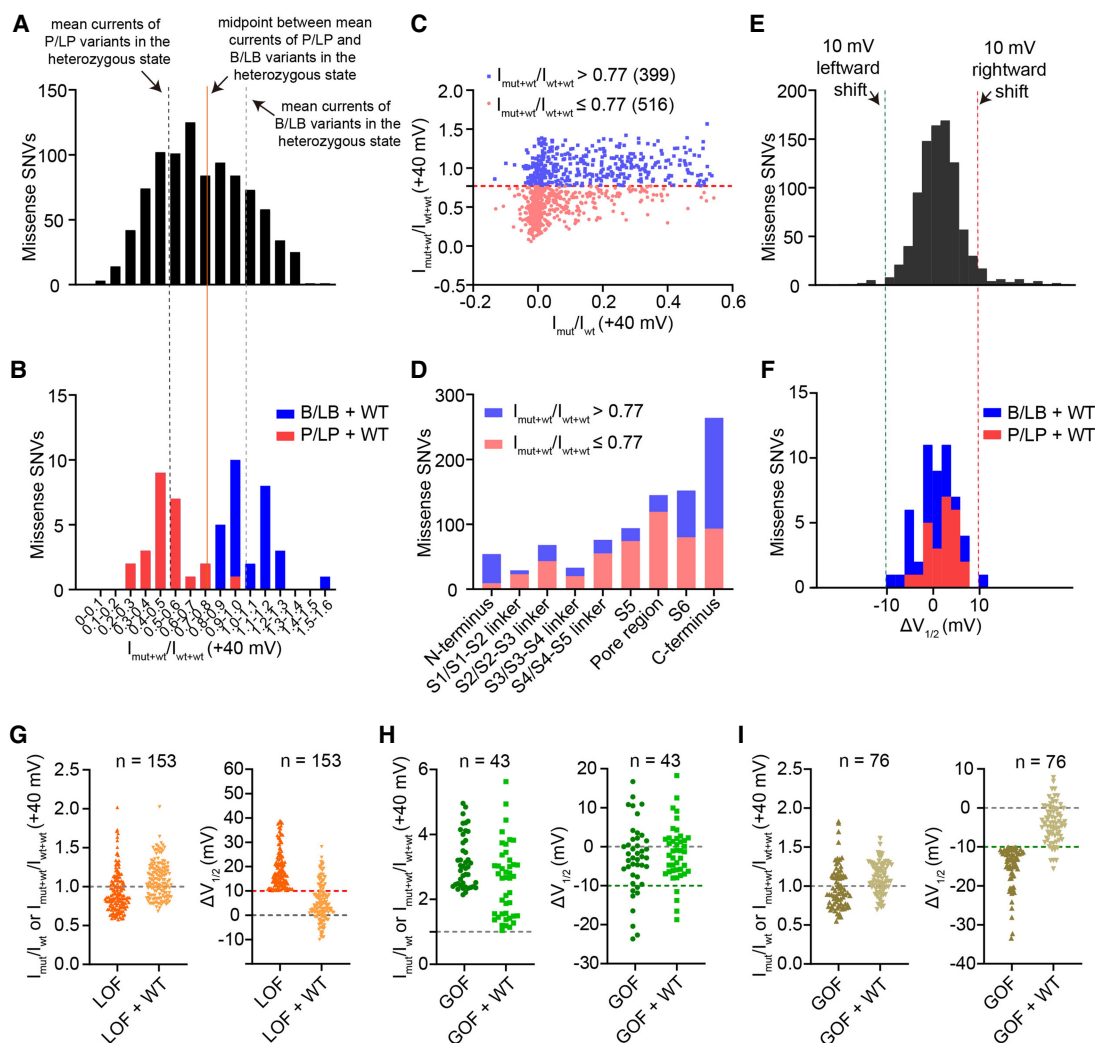 A
mean currents of
P/LP variants in the
heterozygous state
midpoint between mean
currents of P/LP and
B/LB variants in the
heterozygous state
mean currents of
B/LB variants in the
heterozygous state
Missense SNVs
150
100
50
0
B
Missense SNVs
15
10
5
0
B/LB + WT
P/LP + WT
0-0.1
0.1-0.2
0.2-0.3
0.3-0.4
0.4-0.5
0.5-0.6
0.6-0.7
0.7-0.8
0.8-0.9
0.9-1.0
1.0-1.1
1.1-1.2
1.2-1.3
1.3-1.4
1.4-1.5
1.5-1.6
Imut+wt/Iwt+wt (+40 mV)
C
Imut+wt/Iwt+wt > 0.77 (399)
Imut+wt/Iwt+wt ≤ 0.77 (516)
Imut+wt/Iwt+wt (+40 mV)
2.0
1.5
1.0
0.5
0.0
-0.5
-0.2
0.0
0.2
0.4
0.6
Imut/Iwt (+40 mV)
D
Missense SNVs
300
200
100
0
Imut+wt/Iwt+wt > 0.77
Imut+wt/Iwt+wt ≤ 0.77
N-terminus
S1/S1-S2 linker
S2/S2-S3 linker
S3/S3-S4 linker
S4/S4-S5 linker
S5
Pore region
S6
C-terminus
E
10 mV
leftward
shift
10 mV
rightward
shift
Missense SNVs
200
150
100
50
0
F
Missense SNVs
15
10
5
0
B/LB + WT
P/LP + WT
-10
0
10
ΔV1/2 (mV)
G
n = 153
Imut/Iwt or Imut+wt/Iwt+wt (+40 mV)
2.5
2.0
1.5
1.0
0.5
0.0
LOF
LOF + WT
n = 153
ΔV1/2 (mV)
60
50
40
30
20
10
0
-10
LOF
LOF + WT
H
n = 43
Imut/Iwt or Imut+wt/Iwt+wt (+40 mV)
6
4
2
0
GOF
GOF + WT
n = 43
ΔV1/2 (mV)
20
10
0
-10
-20
-30
GOF
GOF + WT
I
n = 76
Imut/Iwt or Imut+wt/Iwt+wt (+40 mV)
2.5
2.0
1.5
1.0
0.5
0.0
GOF
GOF + WT
n = 76
ΔV1/2 (mV)
10
0
-10
-20
-30
-40
GOF
GOF + WT